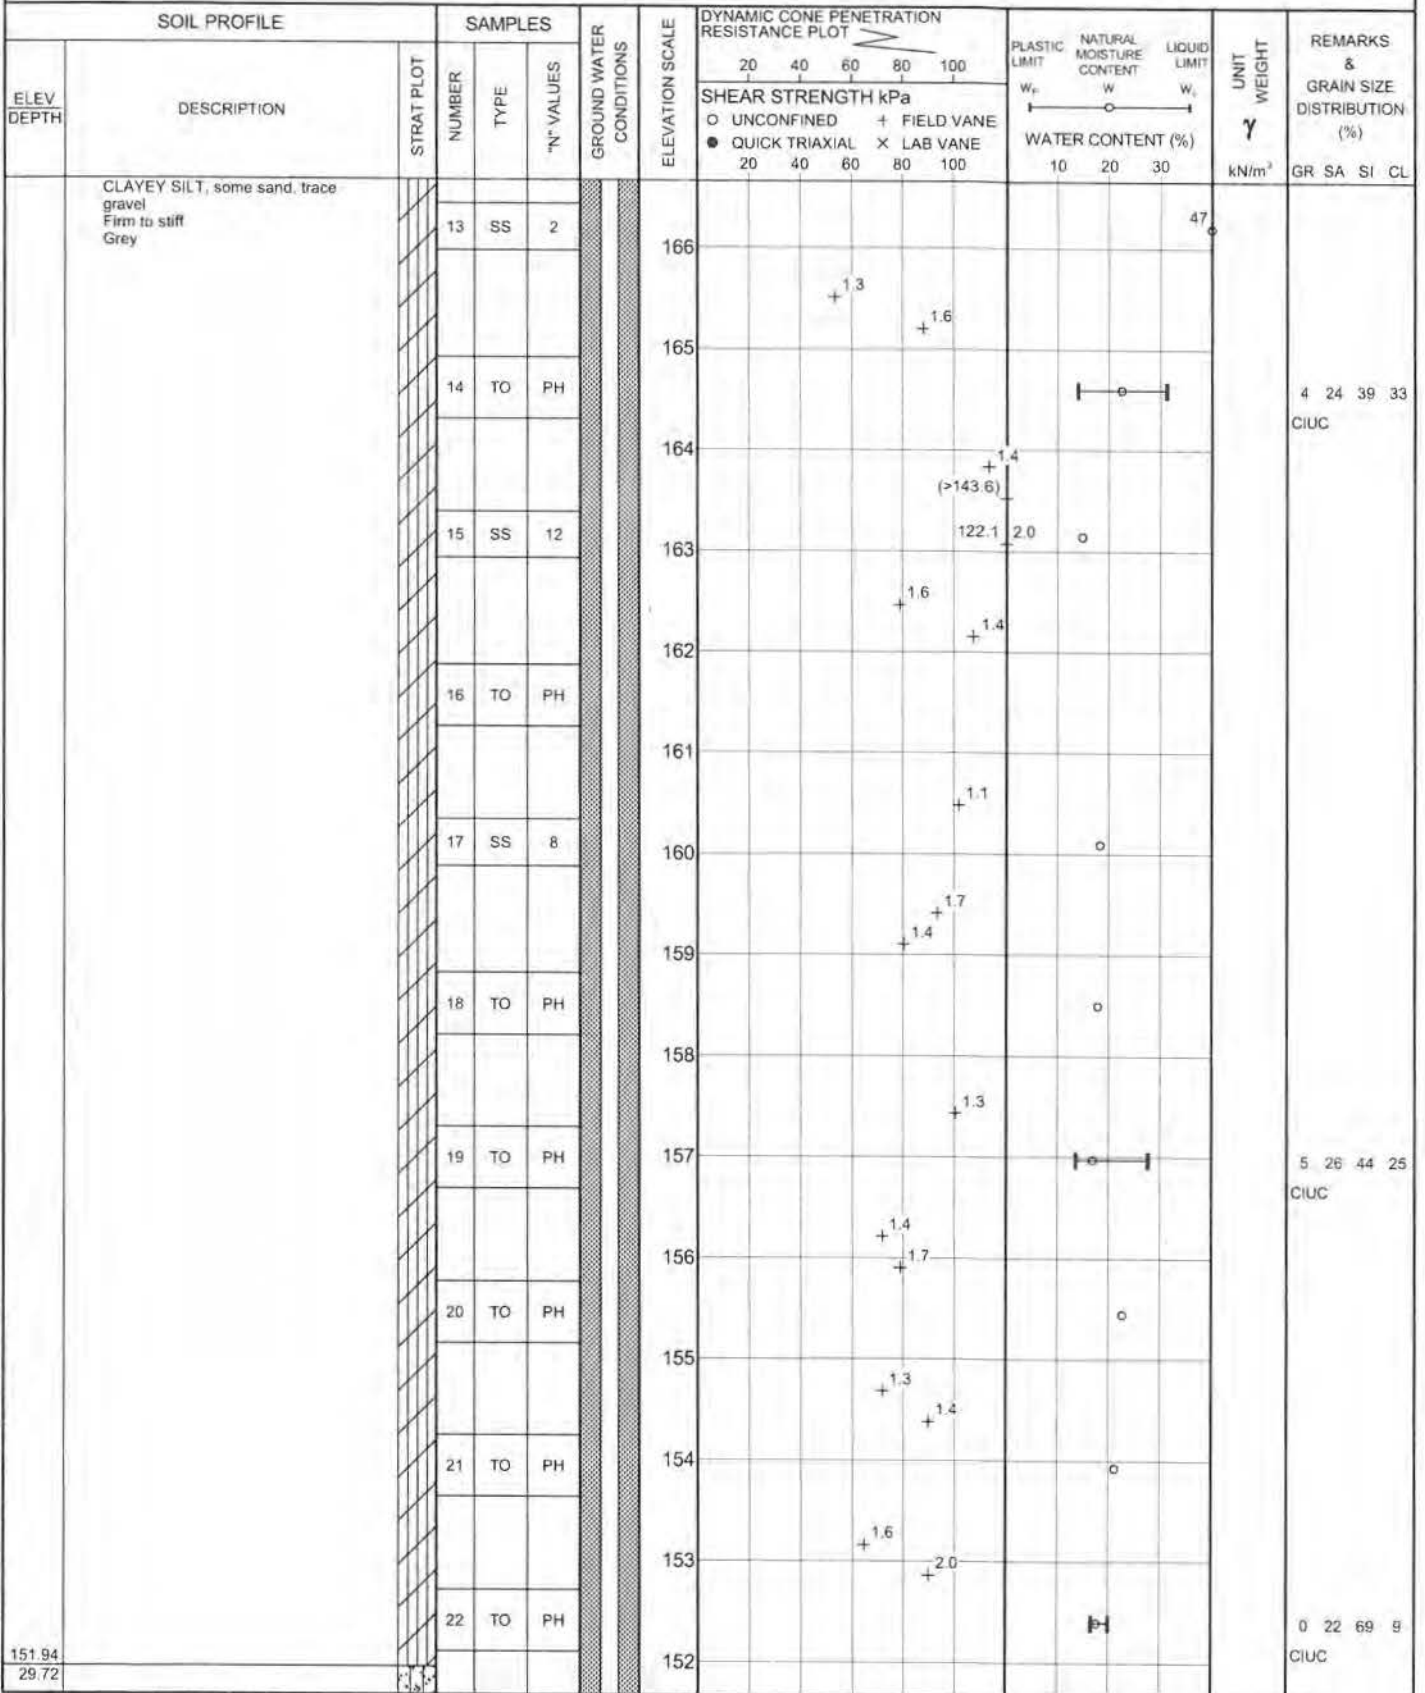 SOIL PROFILE
SAMPLES
GROUND WATER
CONDITIONS
ELEVATION SCALE
DYNAMIC CONE PENETRATION
RESISTANCE PLOT
20 40 60 80 100
PLASTIC
LIMIT
NATURAL
MOISTURE
CONTENT
LIQUID
LIMIT
UNIT
WEIGHT
REMARKS
&
GRAIN SIZE
DISTRIBUTION
(%)
ELEV
DEPTH
DESCRIPTION
STRAT PLOT
NUMBER
TYPE
"N" VALUES
SHEAR STRENGTH kPa
O UNCONFINED + FIELD VANE
● QUICK TRIAXIAL × LAB VANE
20 40 60 80 100
W
WATER CONTENT (%)
10 20 30
γ
kN/m³
GR SA SI CL
CLAYEY SILT, some sand, trace
gravel
Firm to stiff
Grey
13 SS 2
47
166
1.3
1.6
165
14 TO PH
4 24 39 33
CIUC
164
1.4
(>143.6)
15 SS 12
122.1 2.0
163
1.6
1.4
162
16 TO PH
161
1.1
17 SS 8
160
1.7
1.4
159
18 TO PH
158
1.3
19 TO PH
157
5 26 44 25
CIUC
1.4
156
1.7
20 TO PH
155
1.3
1.4
154
21 TO PH
1.6
153
2.0
22 TO PH
0 22 69 9
CIUC
152
151.94
29.72